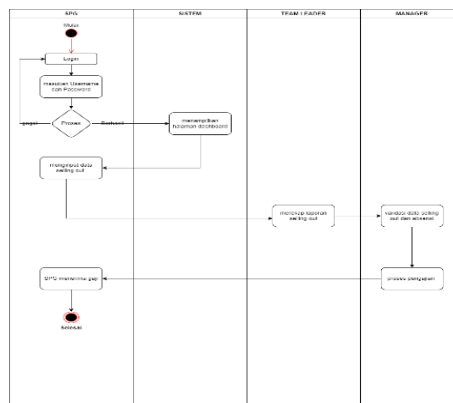 SPG
SISTEM
TEAM LEADER
MANAGER
Mulai
Login
masukan Username
dan Password
Proses
gagal
Berhasil
menampilkan
halaman dashboard
menginput data
selling out
merekap laporan
selling out
validasi data selling
out dan absensi
proses penggajian
SPG menerima gaji
Selesai